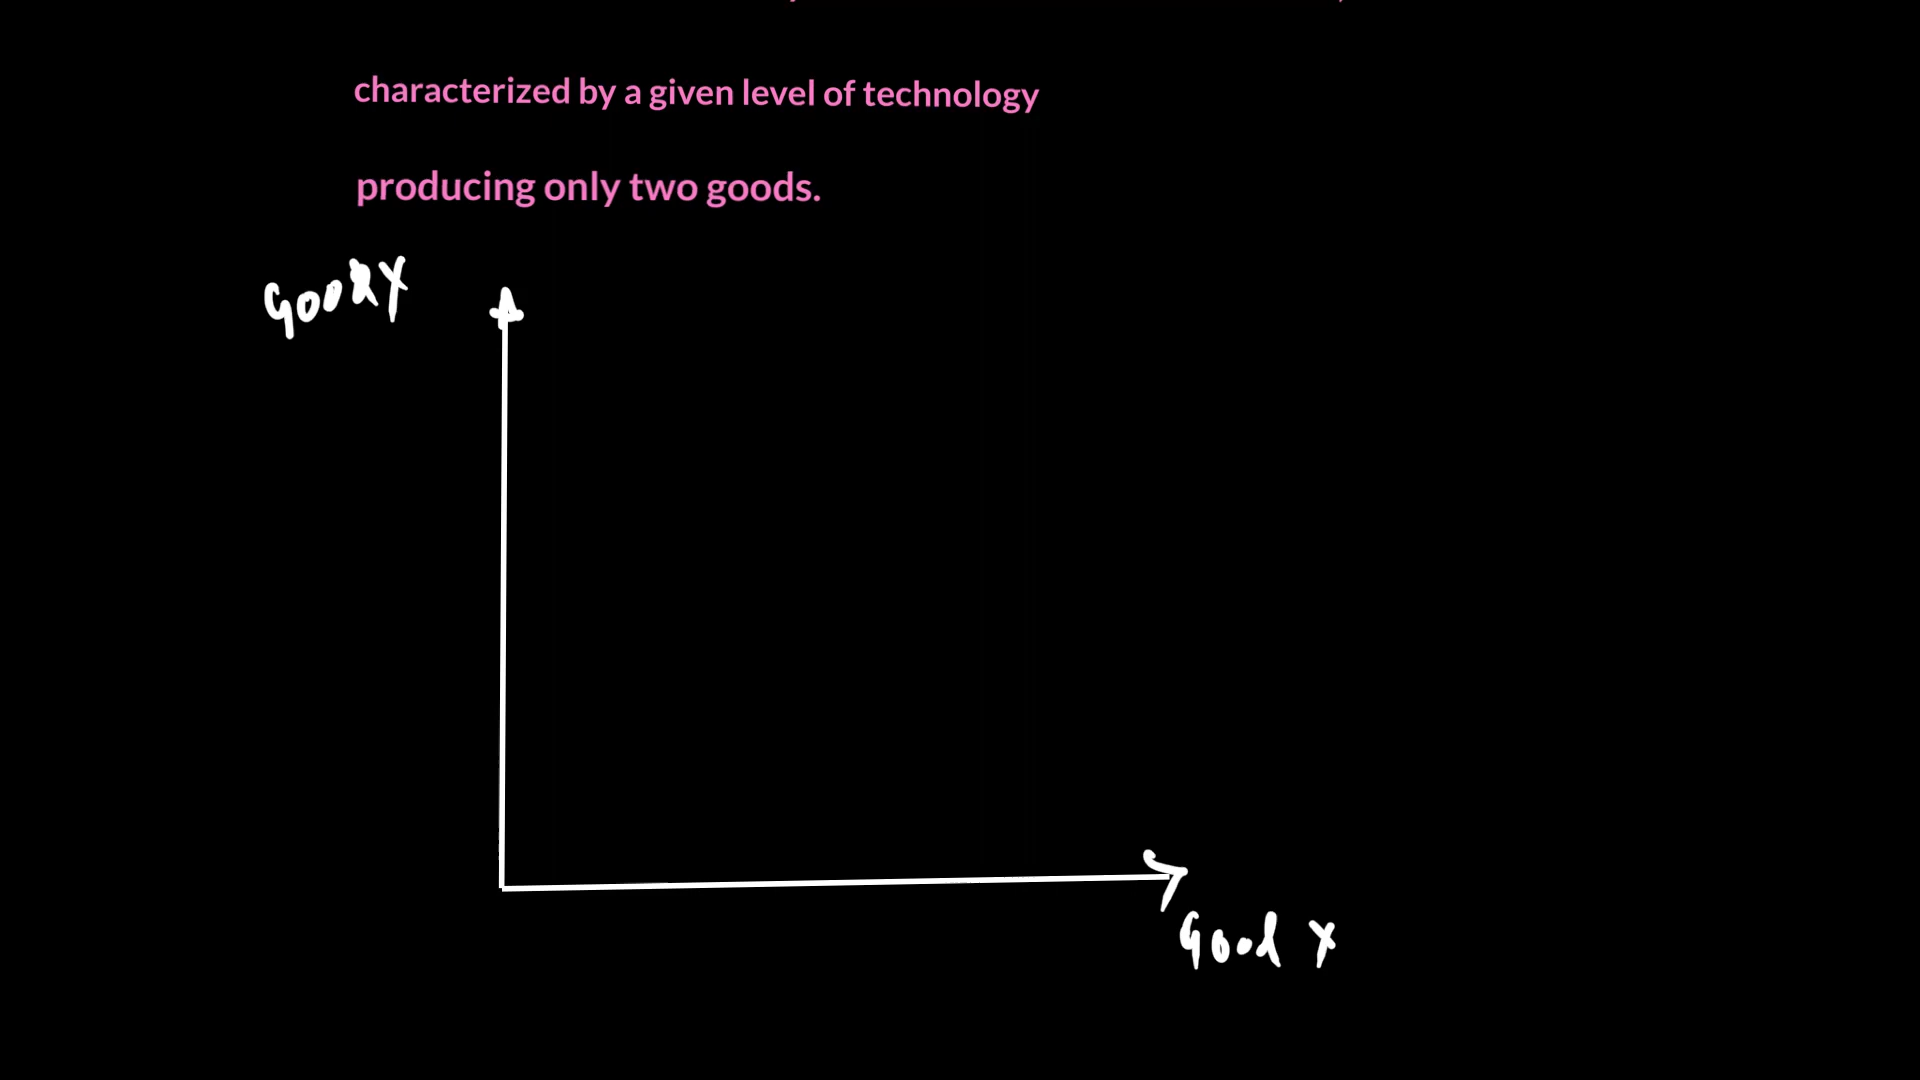 characterized by a given level of technology
producing only two goods.
Good Y
Good X